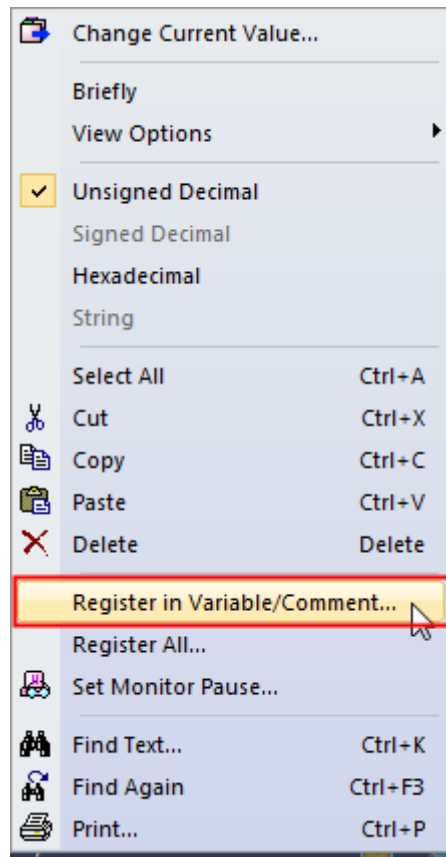 Change Current Value...
Briefly
View Options
Unsigned Decimal
Signed Decimal
Hexadecimal
String
Select All Ctrl+A
Cut Ctrl+X
Copy Ctrl+C
Paste Ctrl+V
Delete Delete
Register in Variable/Comment...
Register All...
Set Monitor Pause...
Find Text... Ctrl+K
Find Again Ctrl+F3
Print... Ctrl+P